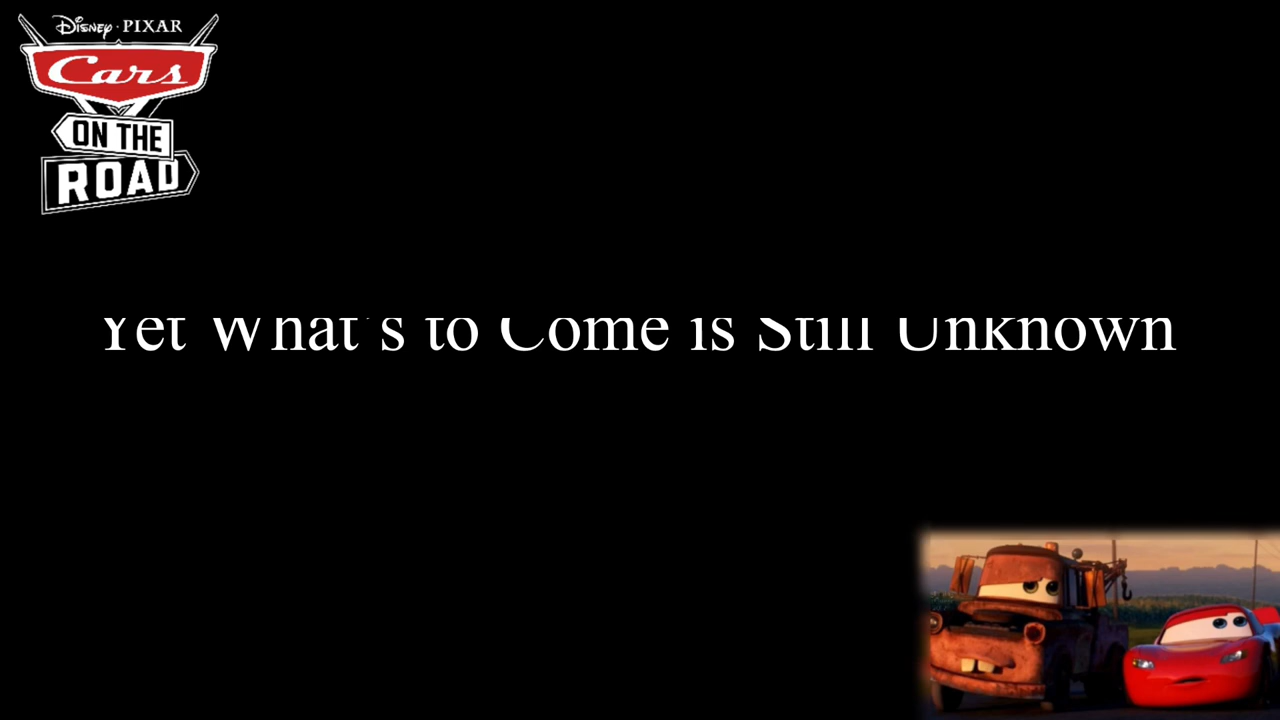 Disney · PIXAR
Cars
ON THE
ROAD
Yet What's to Come is Still Unknown